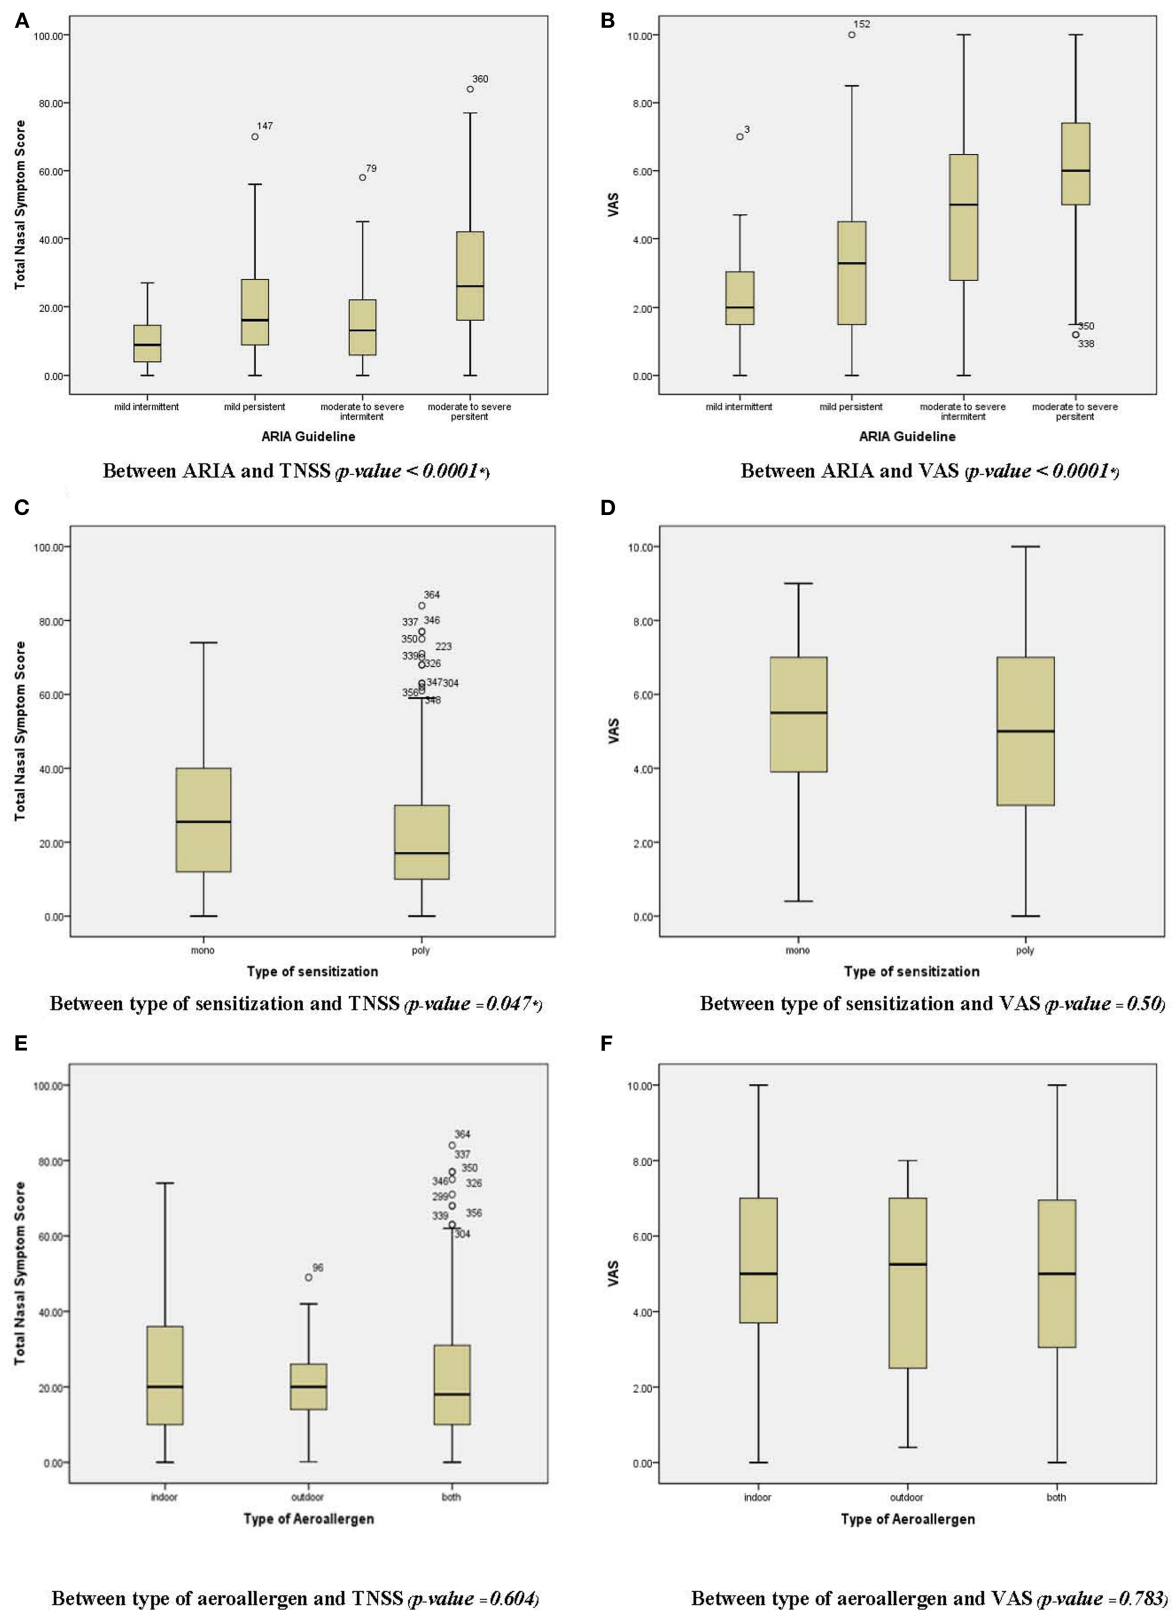 A
Total Nasal Symptom Score
100.00
80.00
60.00
40.00
20.00
0.00
147
79
360
mild intermittent
mild persistent
moderate to severe
intermitent
moderate to severe
persitent
ARIA Guideline
Between ARIA and TNSS (p-value < 0.0001*)
B
VAS
10.00
8.00
6.00
4.00
2.00
0.00
3
152
350
338
mild intermittent
mild persistent
moderate to severe
intermitent
moderate to severe
persitent
ARIA Guideline
Between ARIA and VAS (p-value < 0.0001*)
C
Total Nasal Symptom Score
100.00
80.00
60.00
40.00
20.00
0.00
364
337 346
350 223
339 326
347 304
356 348
mono
poly
Type of sensitization
Between type of sensitization and TNSS (p-value = 0.047*)
D
VAS
10.00
8.00
6.00
4.00
2.00
0.00
mono
poly
Type of sensitization
Between type of sensitization and VAS (p-value = 0.50)
E
Total Nasal Symptom Score
100.00
80.00
60.00
40.00
20.00
0.00
96
364
337
350
346 326
299
339 356
304
indoor
outdoor
both
Type of Aeroallergen
Between type of aeroallergen and TNSS (p-value = 0.604)
F
VAS
10.00
8.00
6.00
4.00
2.00
0.00
indoor
outdoor
both
Type of Aeroallergen
Between type of aeroallergen and VAS (p-value = 0.783)